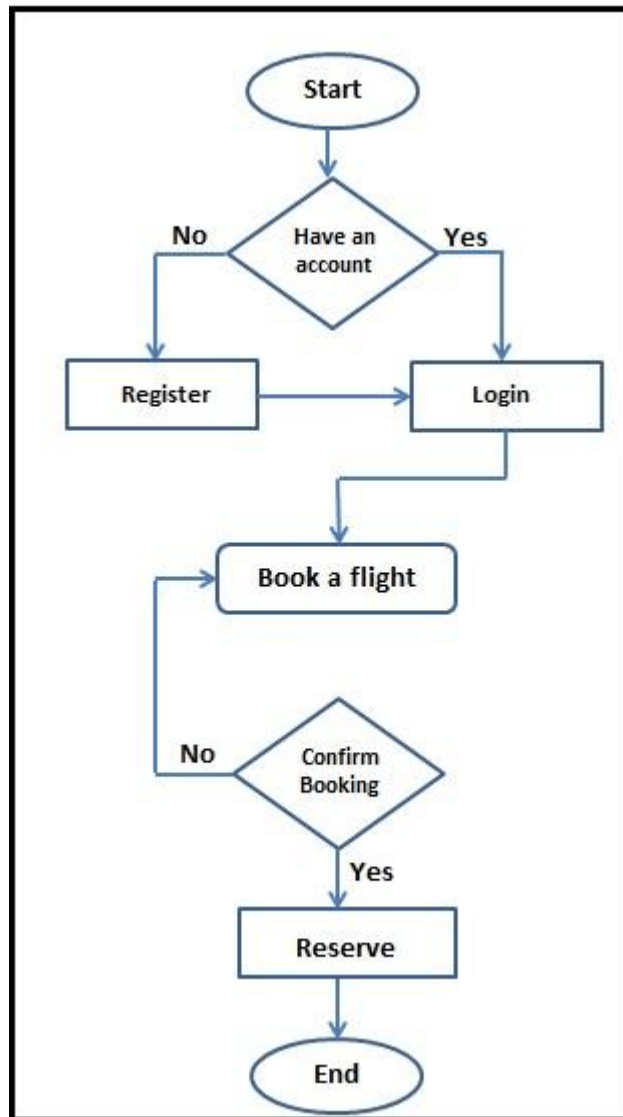 Start
No
Have an
account
Yes
Register
Login
Book a flight
No
Confirm
Booking
Yes
Reserve
End